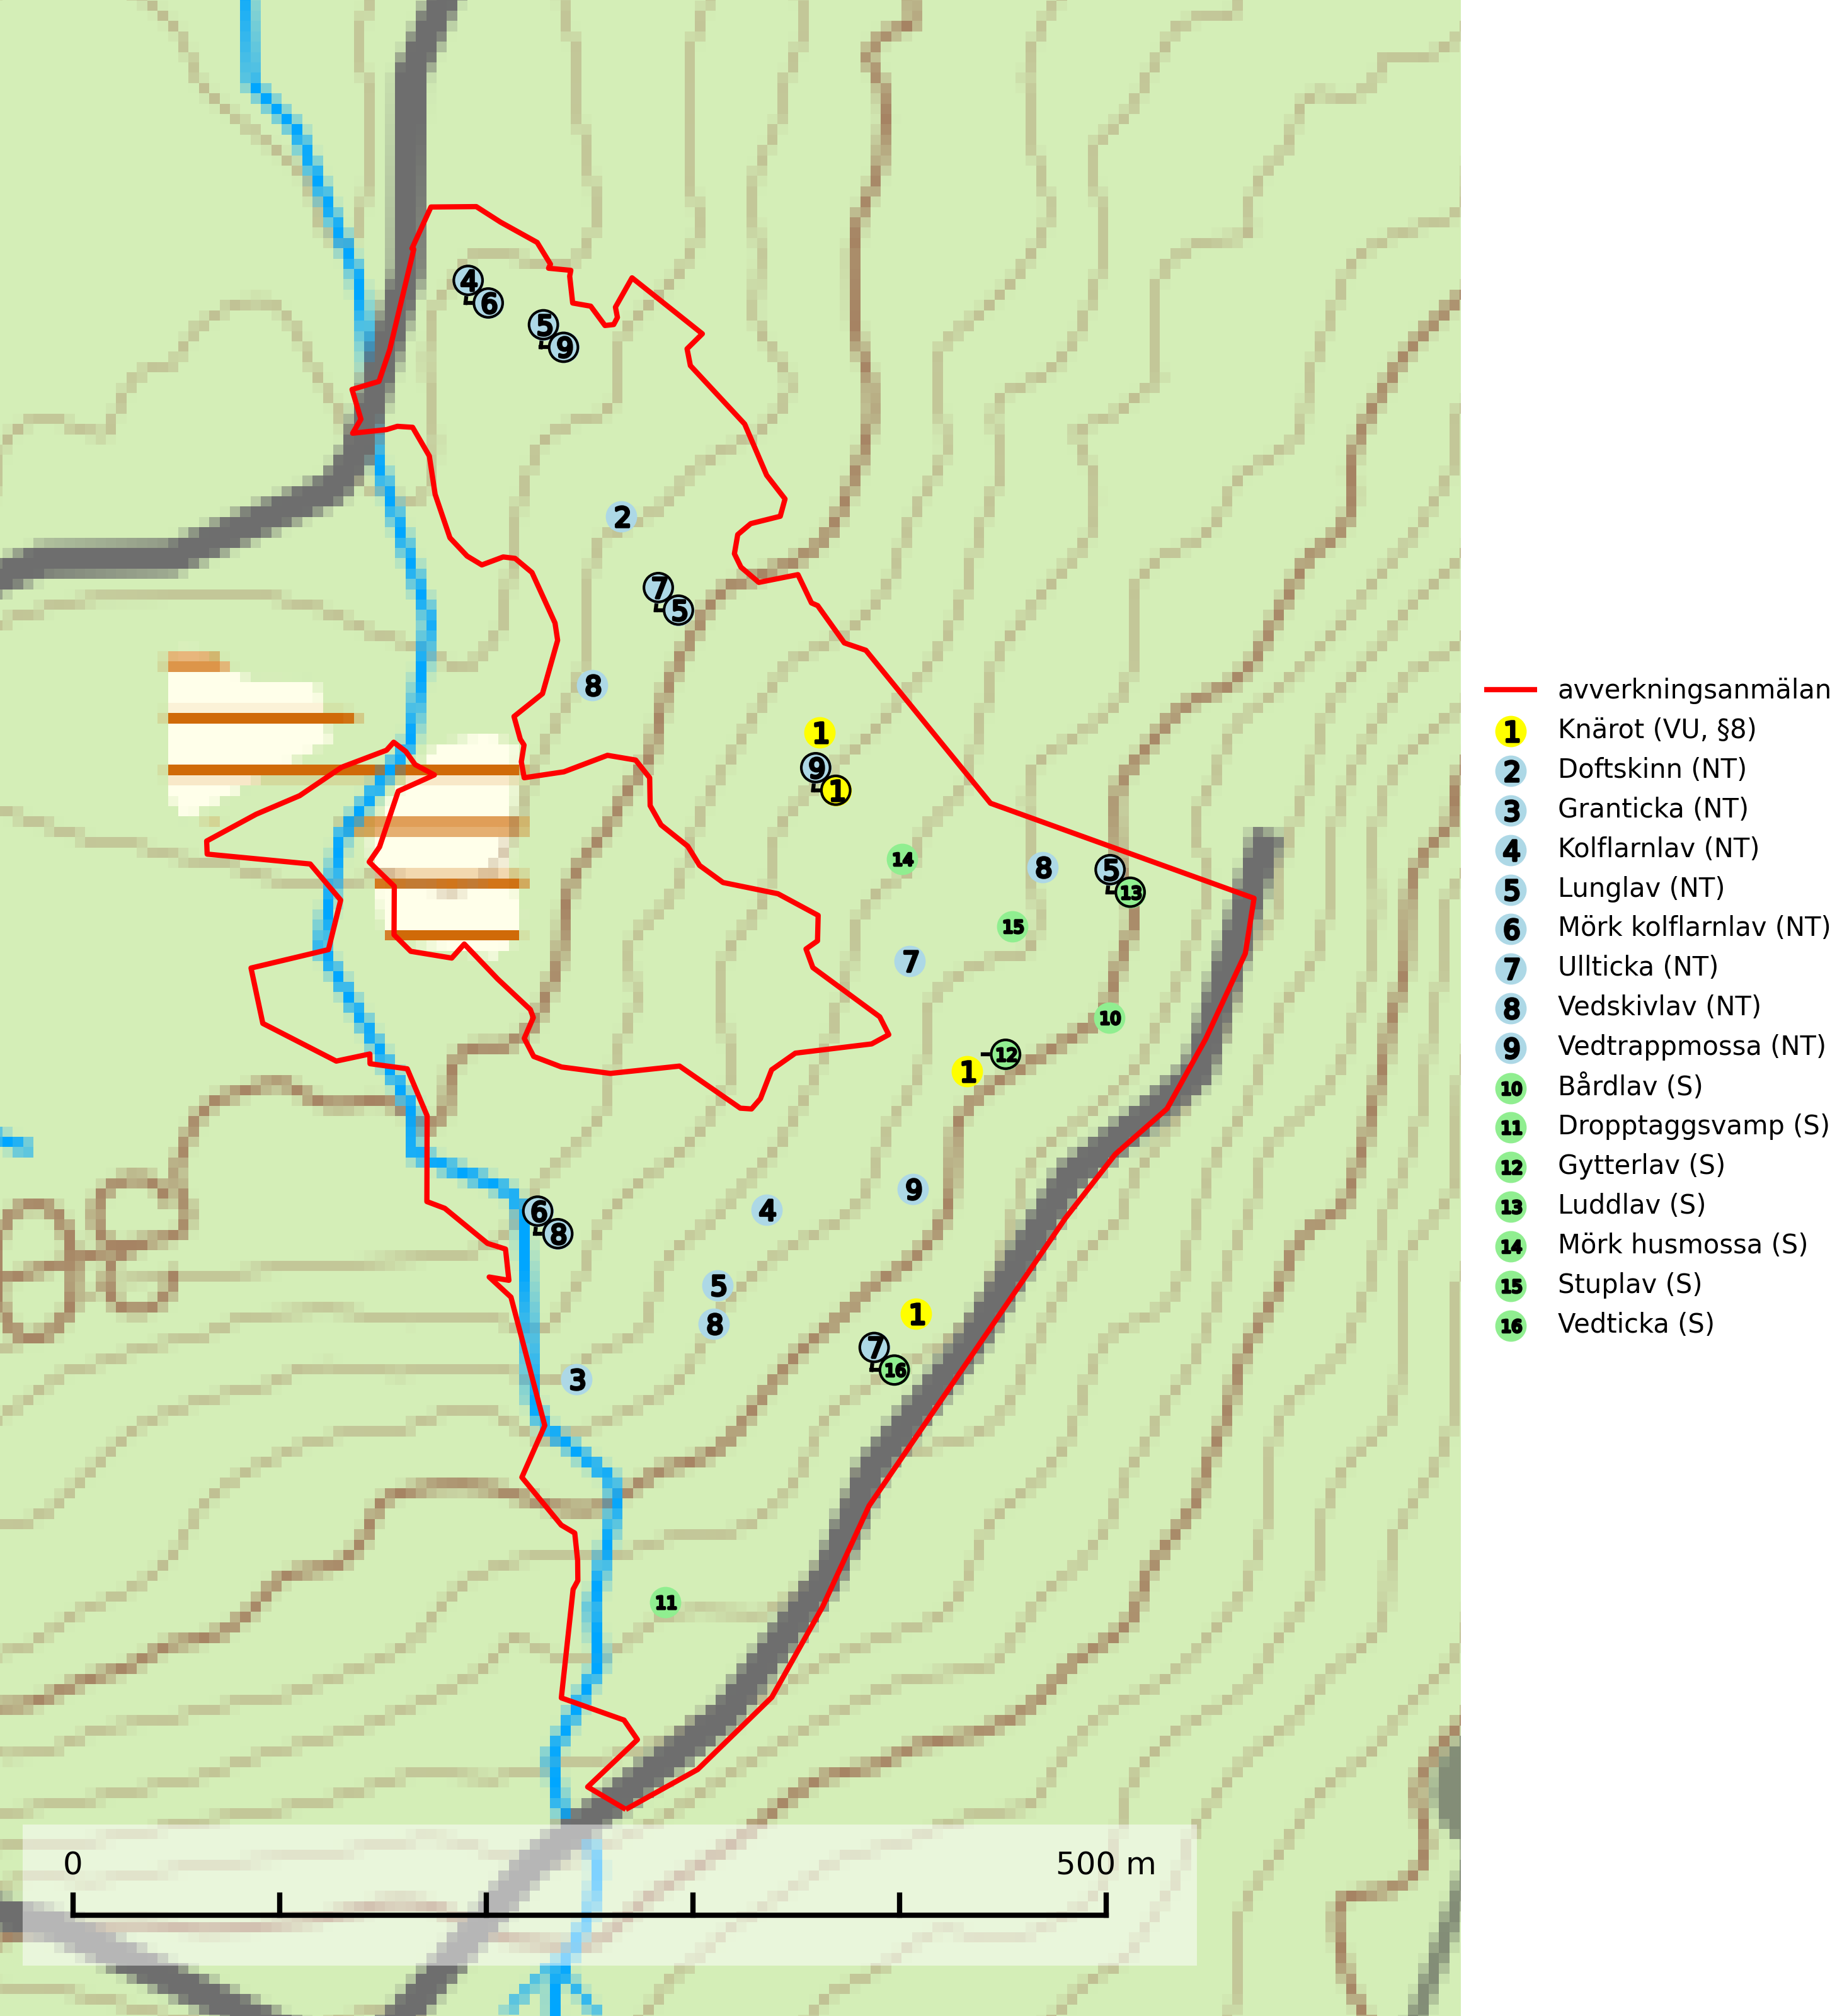 4
6
5
9
2
7
5
8
1
9
1
14
8
5
13
15
7
10
12
1
9
4
6
8
5
8
1
7
16
3
11
0 500 m
avverkningsanmälan
1 Knärot (VU, §8)
2 Doftskinn (NT)
3 Granticka (NT)
4 Kolflarnlav (NT)
5 Lunglav (NT)
6 Mörk kolflarnlav (NT)
7 Ullticka (NT)
8 Vedskivlav (NT)
9 Vedtrappmossa (NT)
10 Bårdlav (S)
11 Dropptaggsvamp (S)
12 Gytterlav (S)
13 Luddlav (S)
14 Mörk husmossa (S)
15 Stuplav (S)
16 Vedticka (S)